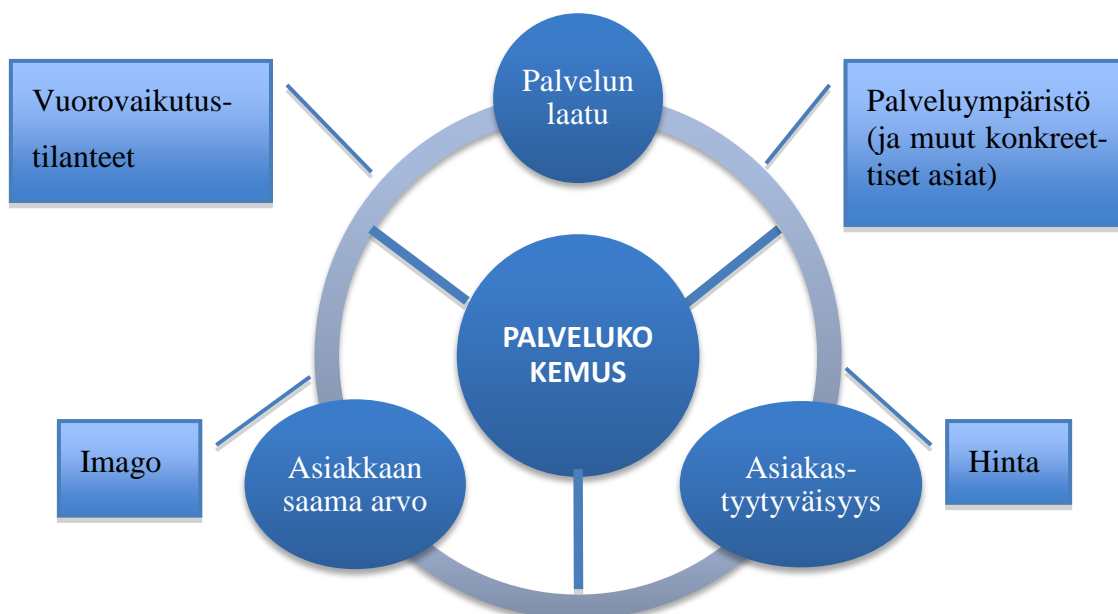 Palvelun
laatu
Vuorovaikutus-
tilanteet
Palveluympäristö
(ja muut konkreet-
tiset asiat)
PALVELUKO
KEMUS
Imago
Asiakkaan
saama arvo
Asiakas-
tyytyväisyys
Hinta